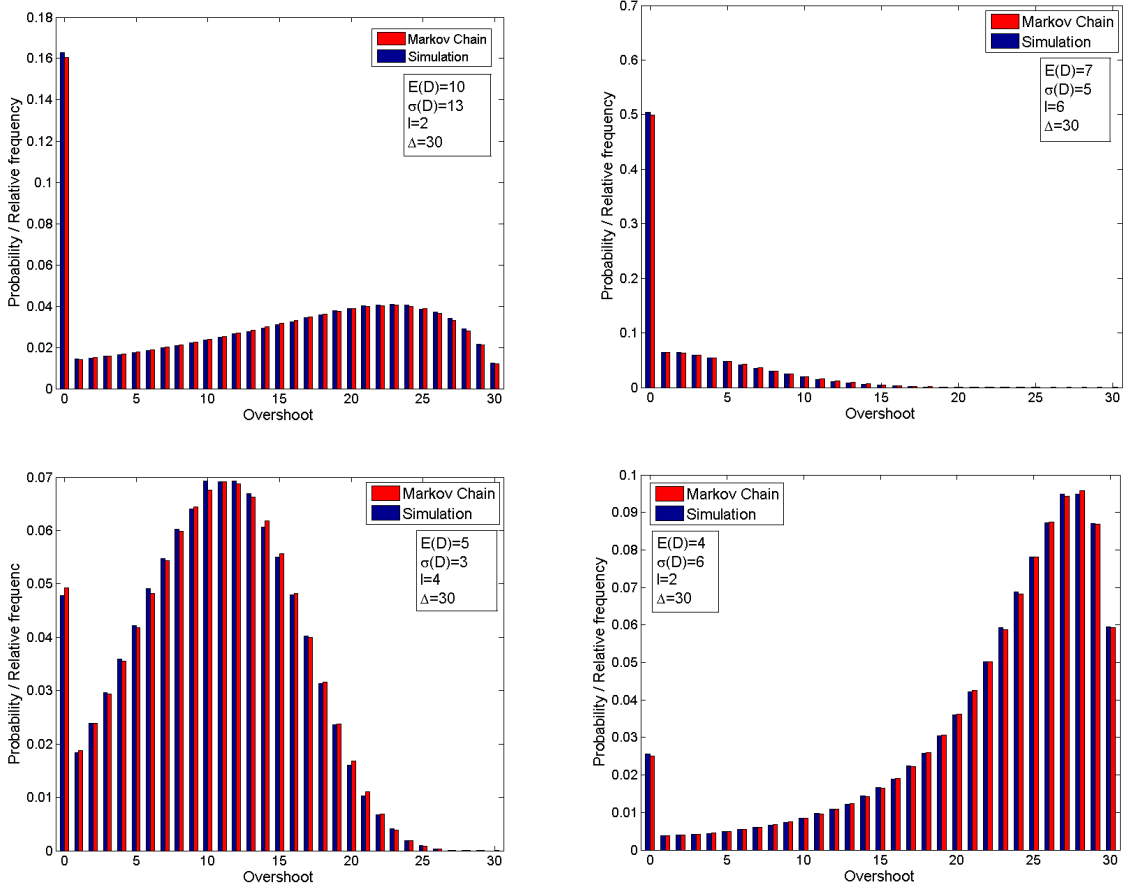 0.18
0.16
0.14
0.12
0.1
0.08
0.06
0.04
0.02
0
Probability / Relative frequency
Markov Chain
Simulation
E(D)=10
σ(D)=13
l=2
Δ=30
0 5 10 15 20 25 30
Overshoot
0.7
0.6
0.5
0.4
0.3
0.2
0.1
0
Probability / Relative frequency
Markov Chain
Simulation
E(D)=7
σ(D)=5
l=6
Δ=30
0 5 10 15 20 25 30
Overshoot
0.07
0.06
0.05
0.04
0.03
0.02
0.01
0
Probability / Relative frequenc
Markov Chain
Simulation
E(D)=5
σ(D)=3
l=4
Δ=30
0 5 10 15 20 25 30
Overshoot
0.1
0.09
0.08
0.07
0.06
0.05
0.04
0.03
0.02
0.01
0
Probability / Relative frequency
Markov Chain
Simulation
E(D)=4
σ(D)=6
l=2
Δ=30
0 5 10 15 20 25 30
Overshoot